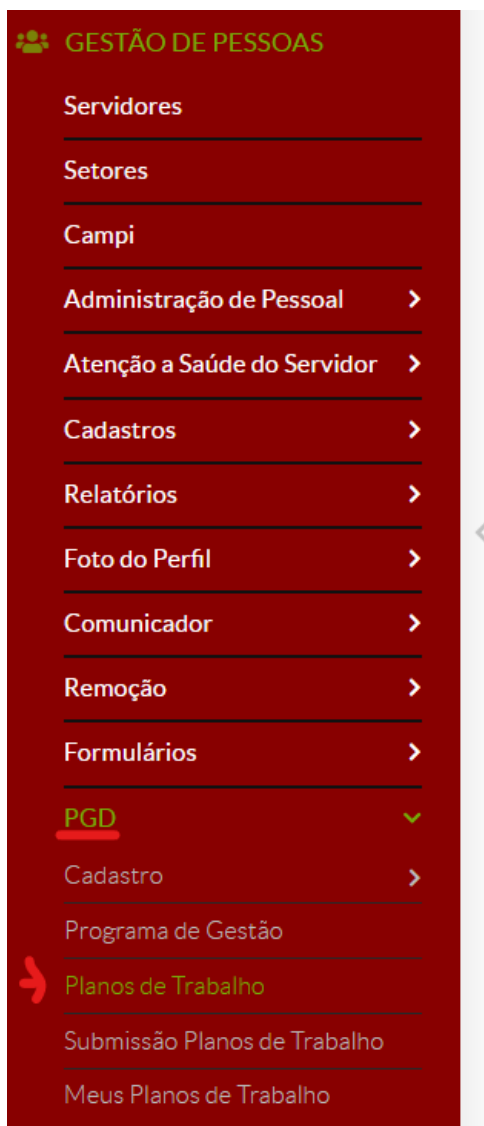 GESTÃO DE PESSOAS
Servidores
Setores
Campi
Administração de Pessoal
Atenção a Saúde do Servidor
Cadastros
Relatórios
Foto do Perfil
Comunicador
Remoção
Formulários
PGD
Cadastro
Programa de Gestão
Planos de Trabalho
Submissão Planos de Trabalho
Meus Planos de Trabalho